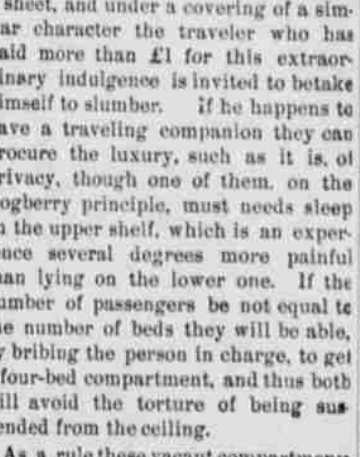 sheet, and under a covering of a sim-
ar character the traveler who has
aid more than £1 for this extraor-
inary indulgence is invited to betake
imself to slumber. if he happens to
ave a traveling companion they can
rocure the luxury, such as it is, of
rivacy, though one of them, on the
ogberry principle, must needs sleep
n the upper shelf, which is an exper-
ence several degrees more painful
han lying on the lower one. If the
umber of passengers be not equal to
he number of beds they will be able,
y bribing the person in charge, to get
four-bed compartment, and thus both
ill avoid the torture of being sus-
ended from the ceiling.
As a rule these vacant compartments